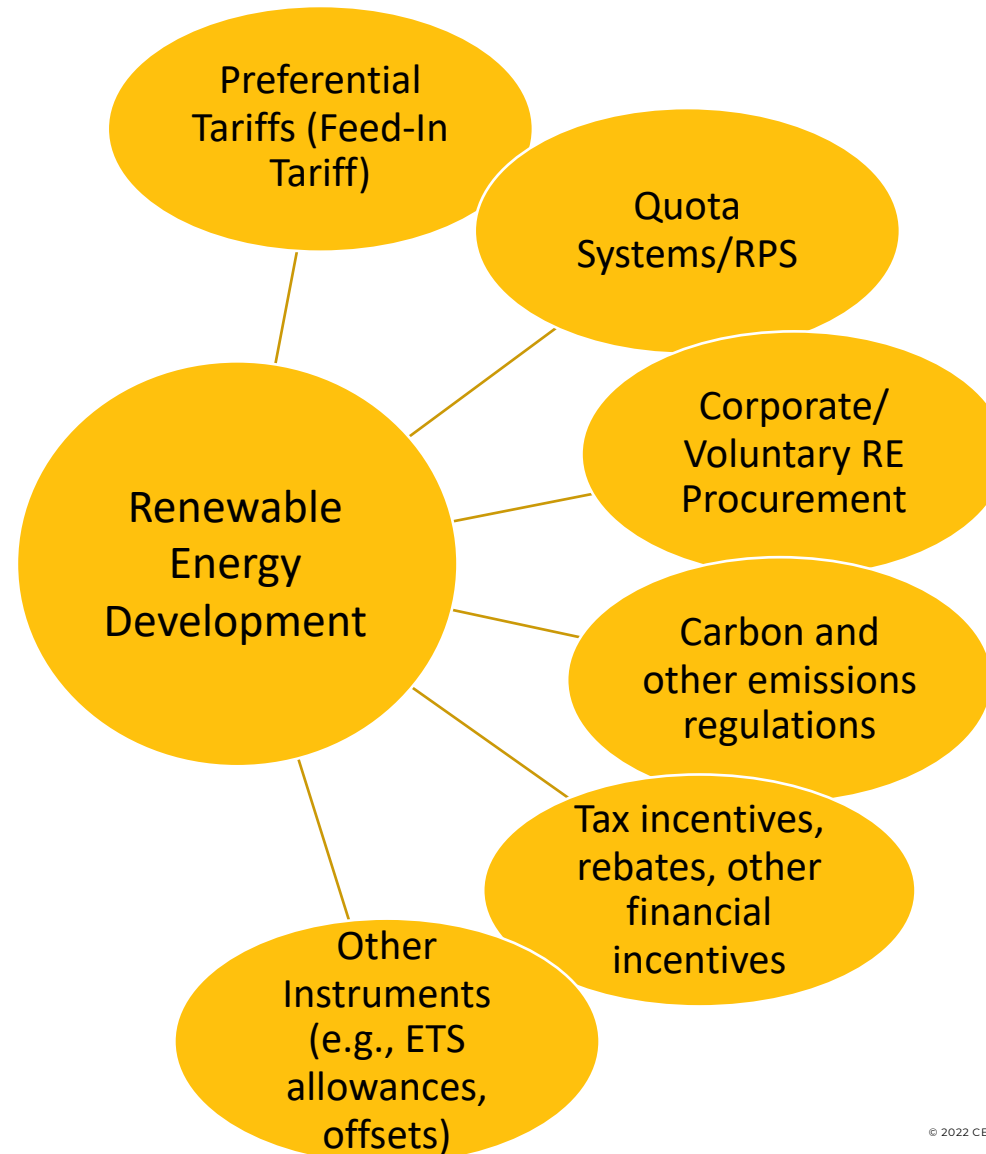 Preferential
Tariffs (Feed-In
Tariff)
Quota
Systems/RPS
Corporate/
Voluntary RE
Procurement
Renewable
Energy
Development
Carbon and
other emissions
regulations
Tax incentives,
rebates, other
financial
incentives
Other
Instruments
(e.g., ETS
allowances,
offsets)
© 2022 CE